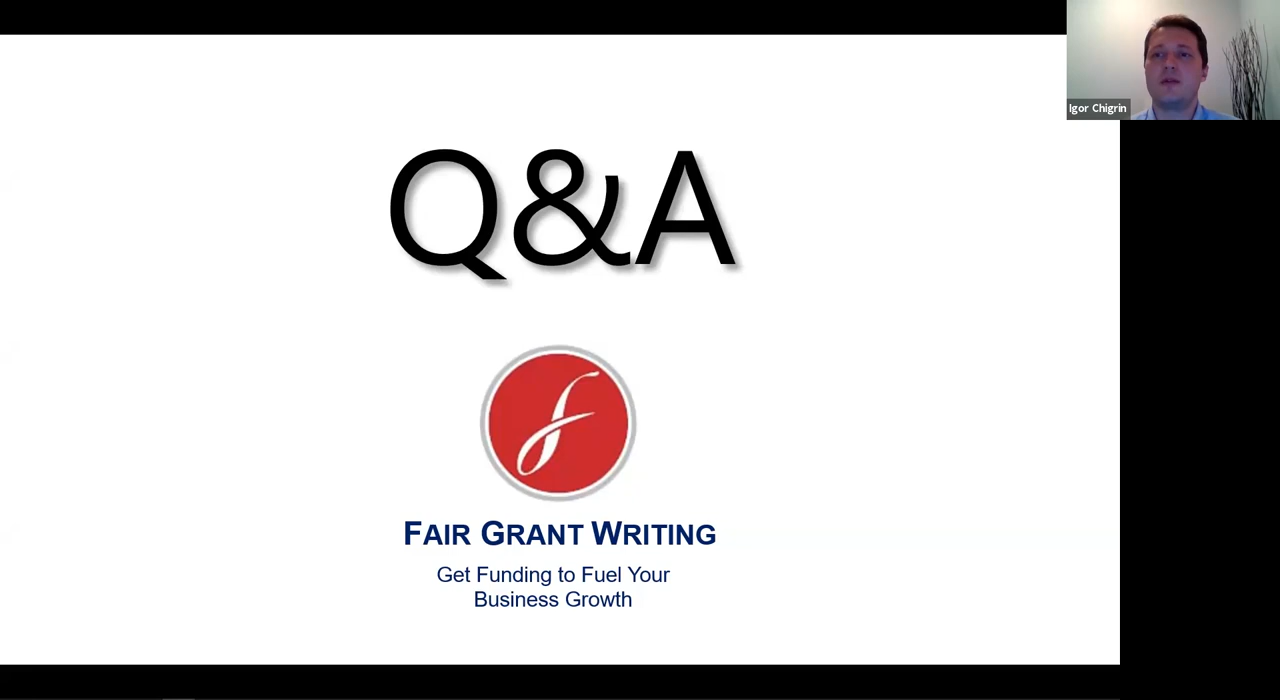 Igor Chigrin
Q&A
f
FAIR GRANT WRITING
Get Funding to Fuel Your
Business Growth